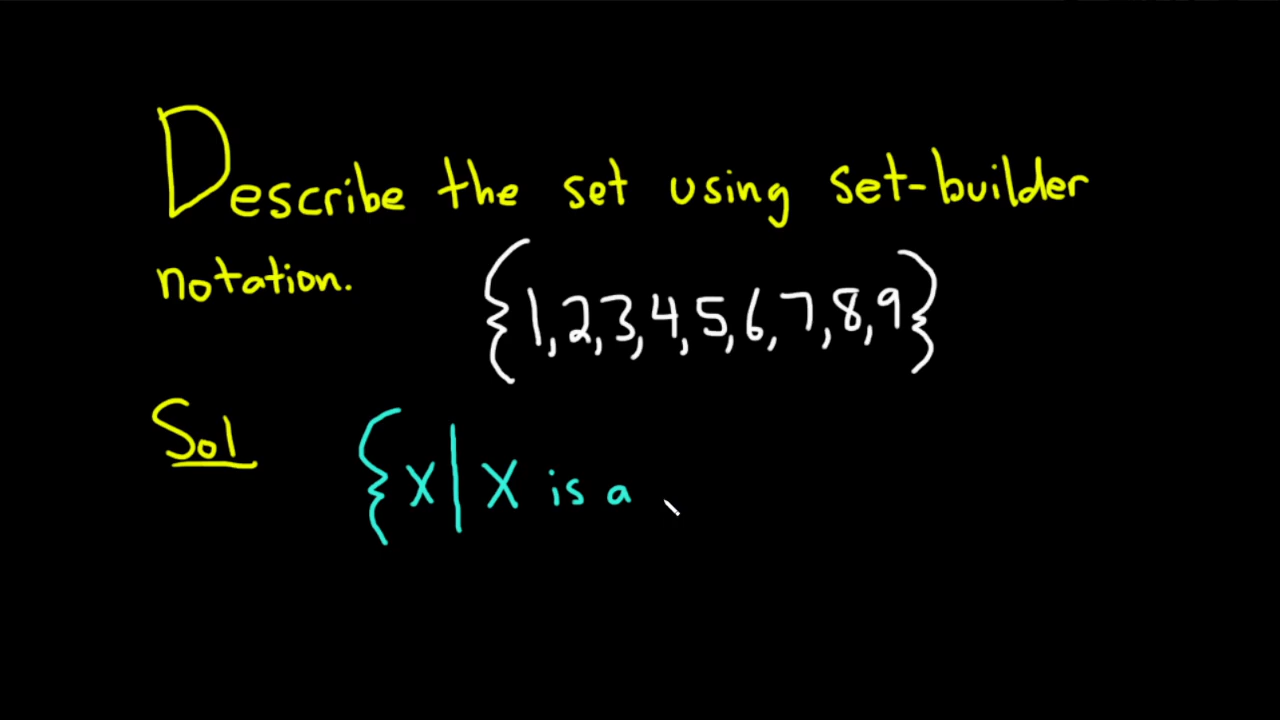 Describe the set using set-builder
notation.
{1,2,3,4,5,6,7,8,9}
Sol
{x|x is a